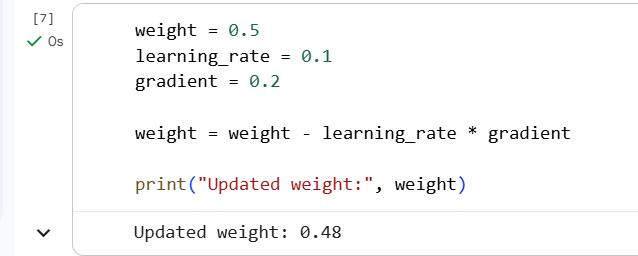 [7]
0s
weight = 0.5
learning_rate = 0.1
gradient = 0.2
weight = weight - learning_rate * gradient
print("Updated weight:", weight)
Updated weight: 0.48